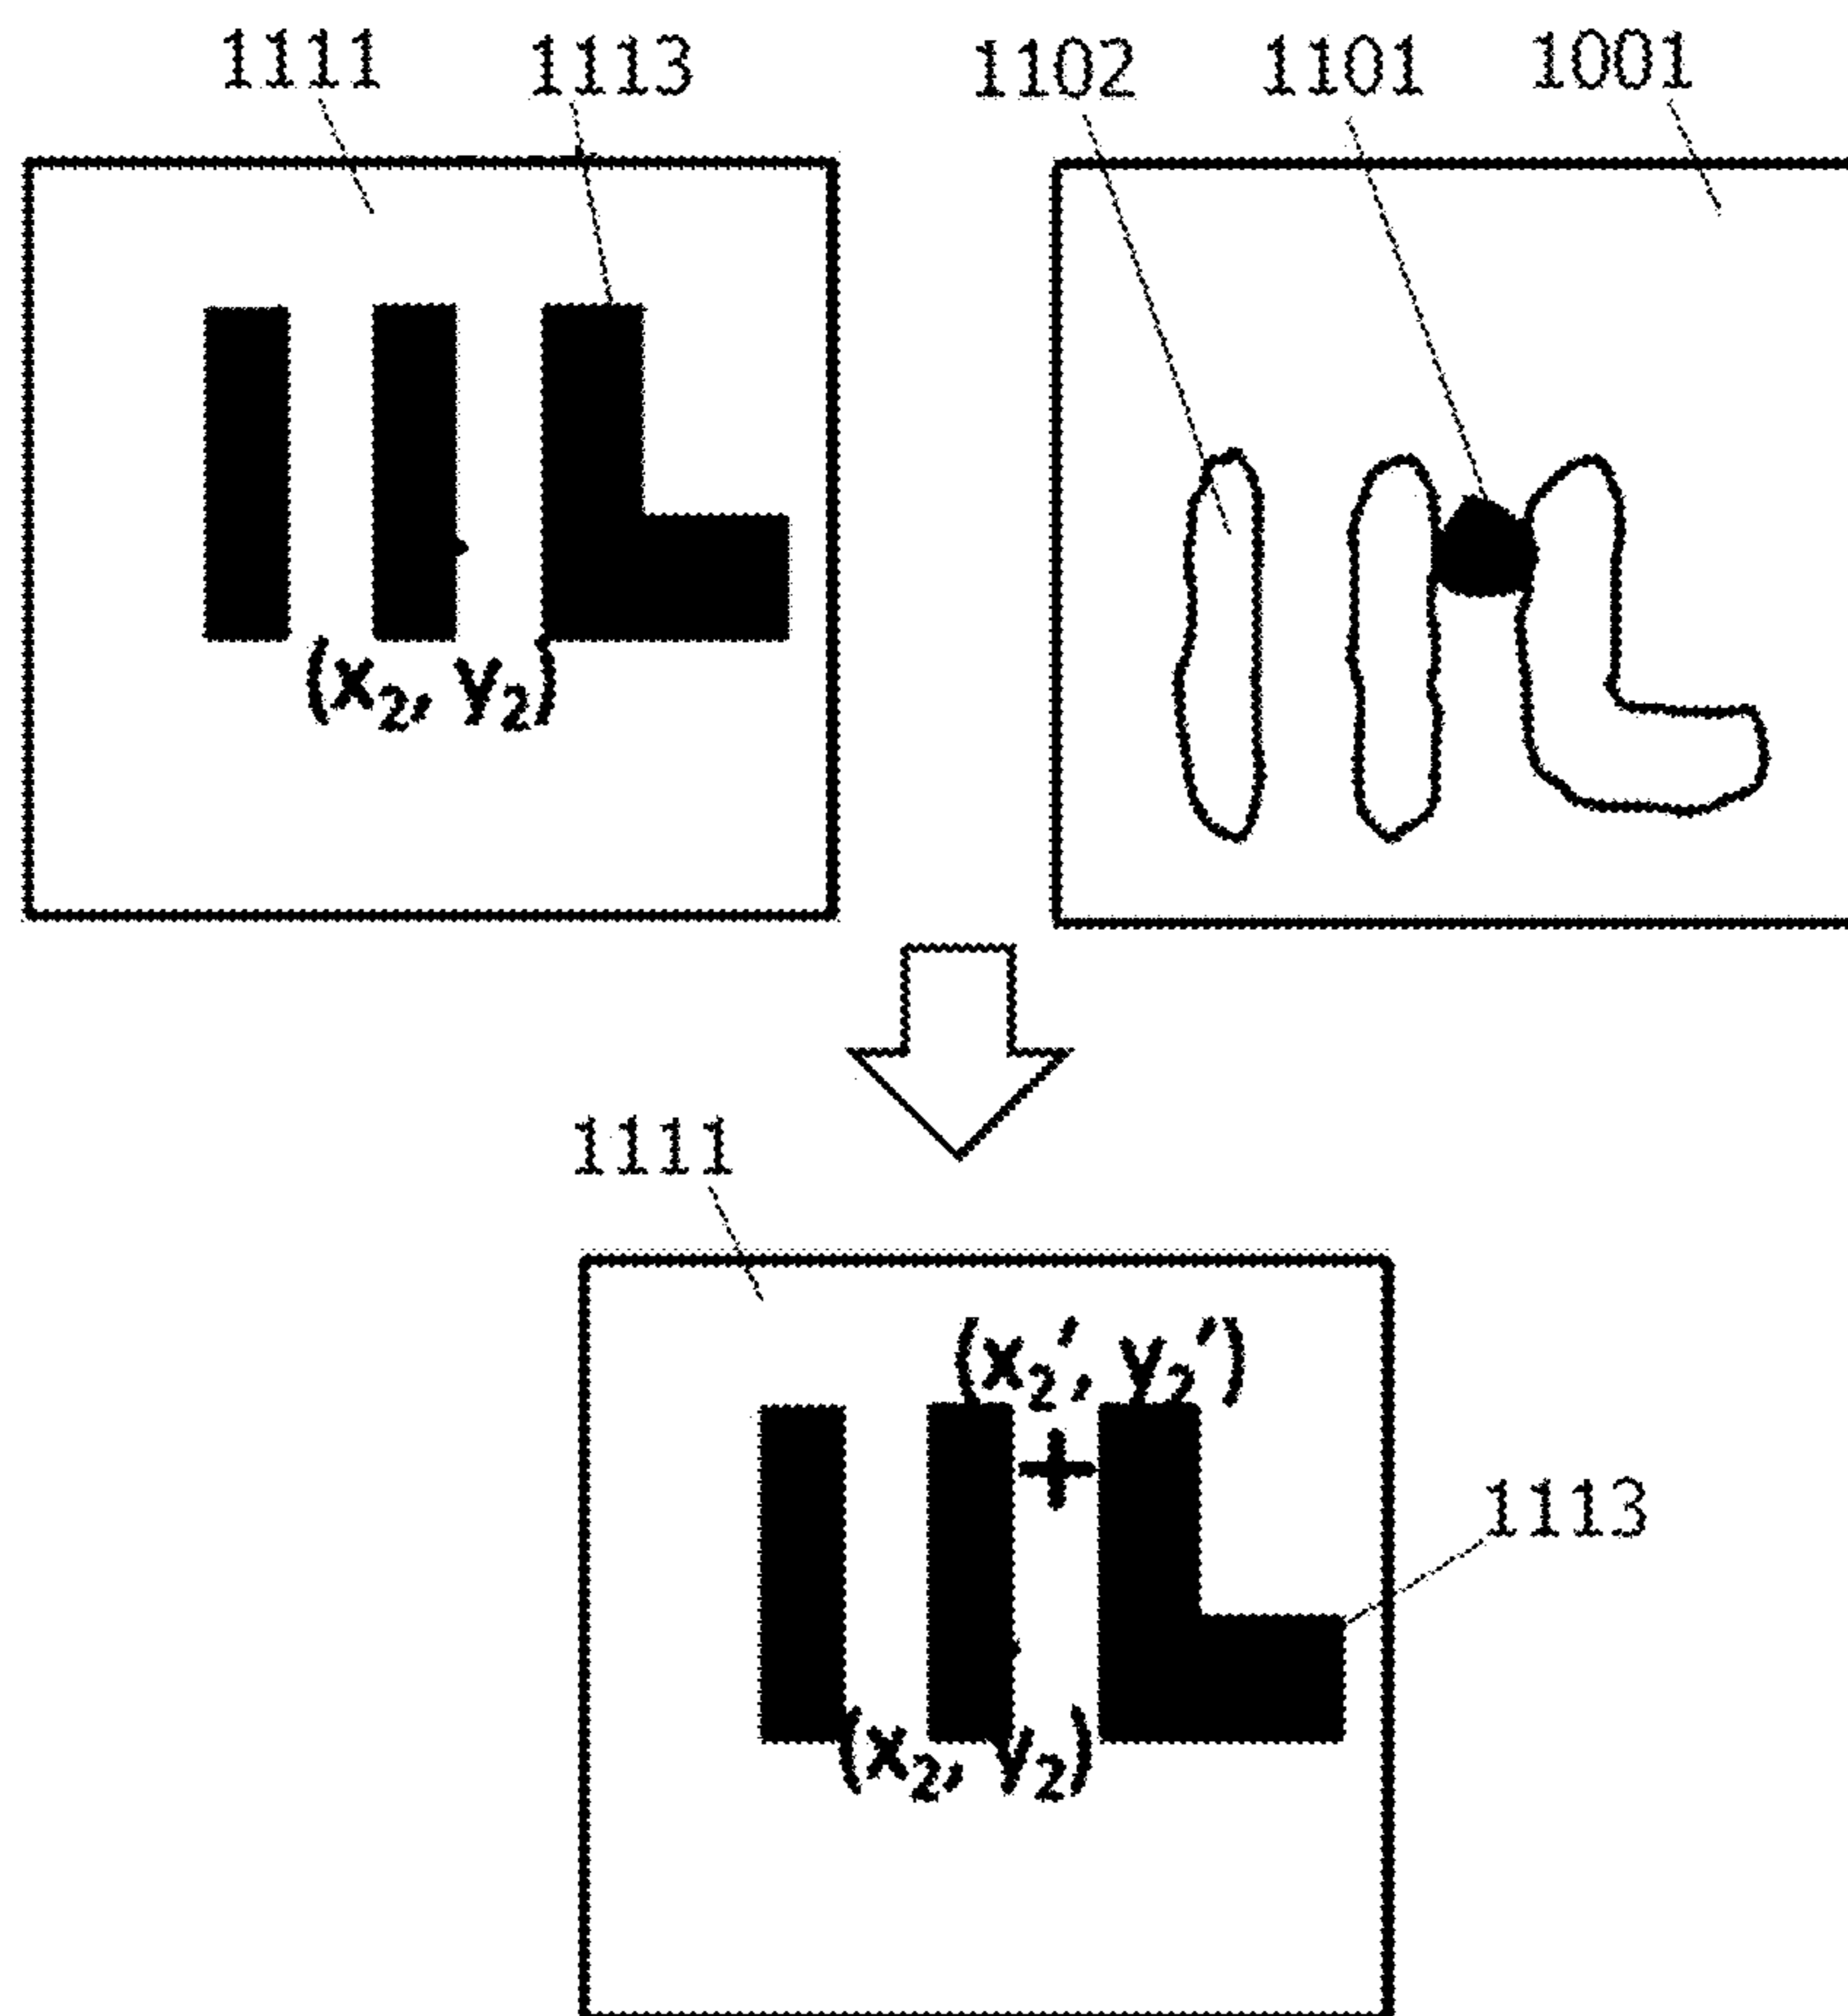 1111 1113 1102 1101 1001
(x₂, y₂)
1111
(x₂′, y₂′)
1113
(x₂, y₂)